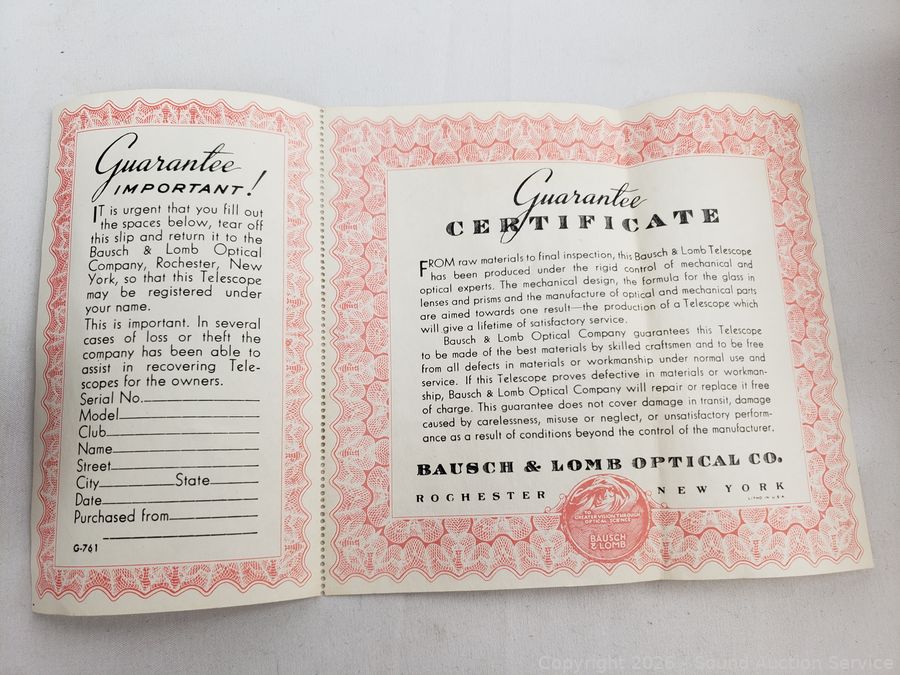 Guarantee
IMPORTANT!
IT is urgent that you fill out
the spaces below, tear off
this slip and return it to the
Bausch & Lomb Optical
Company, Rochester, New
York, so that this Telescope
may be registered under
your name.
This is important. In several
cases of loss or theft the
company has been able to
assist in recovering Tele-
scopes for the owners.
Serial No.
Model
Club
Name
Street
City State
Date
Purchased from
G-761
Guarantee
CERTIFICATE
FROM raw materials to final inspection, this Bausch & Lomb Telescope
has been produced under the rigid control of mechanical and
optical experts. The mechanical design, the formula for the glass in
lenses and prisms and the manufacture of optical and mechanical parts
are aimed towards one result—the production of a Telescope which
will give a lifetime of satisfactory service.
Bausch & Lomb Optical Company guarantees this Telescope
to be made of the best materials by skilled craftsmen and to be free
from all defects in materials or workmanship under normal use and
service. If this Telescope proves defective in materials or workman-
ship, Bausch & Lomb Optical Company will repair or replace it free
of charge. This guarantee does not cover damage in transit, damage
caused by carelessness, misuse or neglect, or unsatisfactory perform-
ance as a result of conditions beyond the control of the manufacturer.
BAUSCH & LOMB OPTICAL CO.
ROCHESTER NEW YORK
LITHO IN U.S.A.
TO
GREATER VISION THROUGH
OPTICAL SCIENCE
BAUSCH
& LOMB
Copyright 2026 - Sound Auction Service